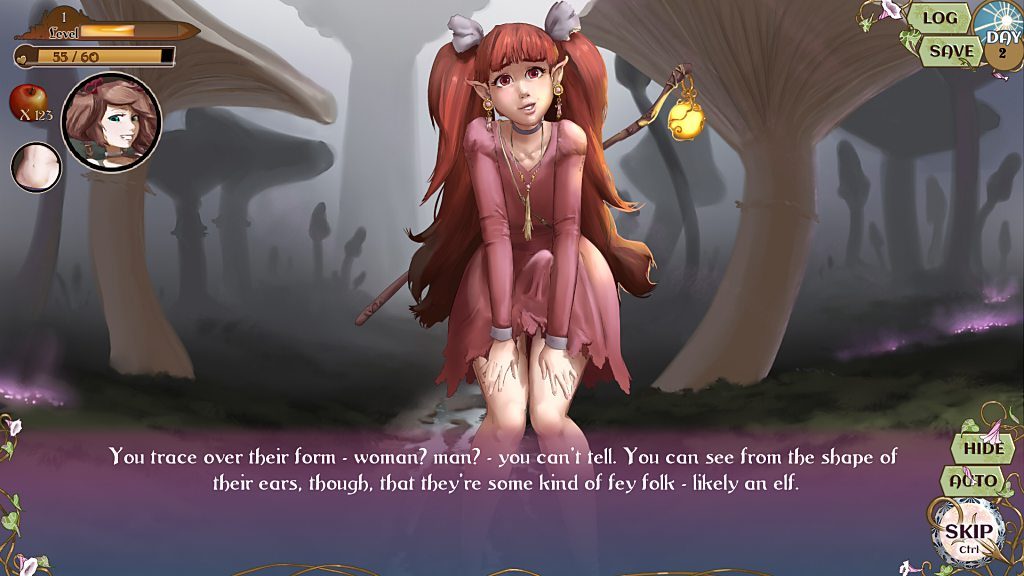 1
Level
55 / 60
X 123
LOG
SAVE
DAY
2
You trace over their form - woman? man? - you can't tell. You can see from the shape of
their ears, though, that they're some kind of fey folk - likely an elf.
HIDE
AUTO
SKIP
Ctrl